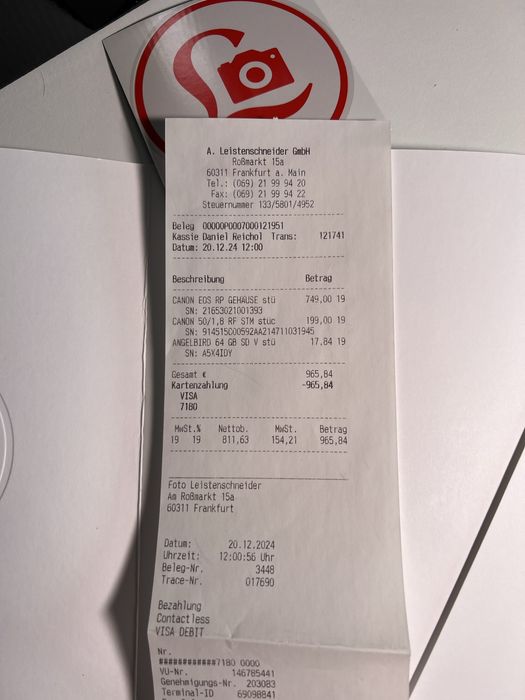 A. Leistenschneider GmbH
Roßmarkt 15a
60311 Frankfurt a. Main
Tel.: (069) 21 99 94 20
Fax: (069) 21 99 94 22
Steuernummer 133/5801/4952
Beleg 00000P0007000121951
Kassie Daniel Reichol Trans: 121741
Datum: 20.12.24 12:00
Beschreibung Betrag
CANON EOS RP GEHÄUSE stü 749,00 19
SN: 21653021001393
CANON 50/1,8 RF STM stüc 199,00 19
SN: 914515C00592AA214711031945
ANGELBIRD 64 GB SD V stü 17,84 19
SN: A5X4IDY
Gesamt € 965,84
Kartenzahlung -965,84
VISA
7180
MwSt.% Nettob. MwSt. Betrag
19 19 811,63 154,21 965,84
Foto Leistenschneider
Am Roßmarkt 15a
60311 Frankfurt
Datum: 20.12.2024
Uhrzeit: 12:00:56 Uhr
Beleg-Nr. 3448
Trace-Nr. 017690
Bezahlung
Contactless
VISA DEBIT
Nr.
############7180 0000
VU-Nr. 146785441
Genehmigungs-Nr. 203083
Terminal-ID 69098841